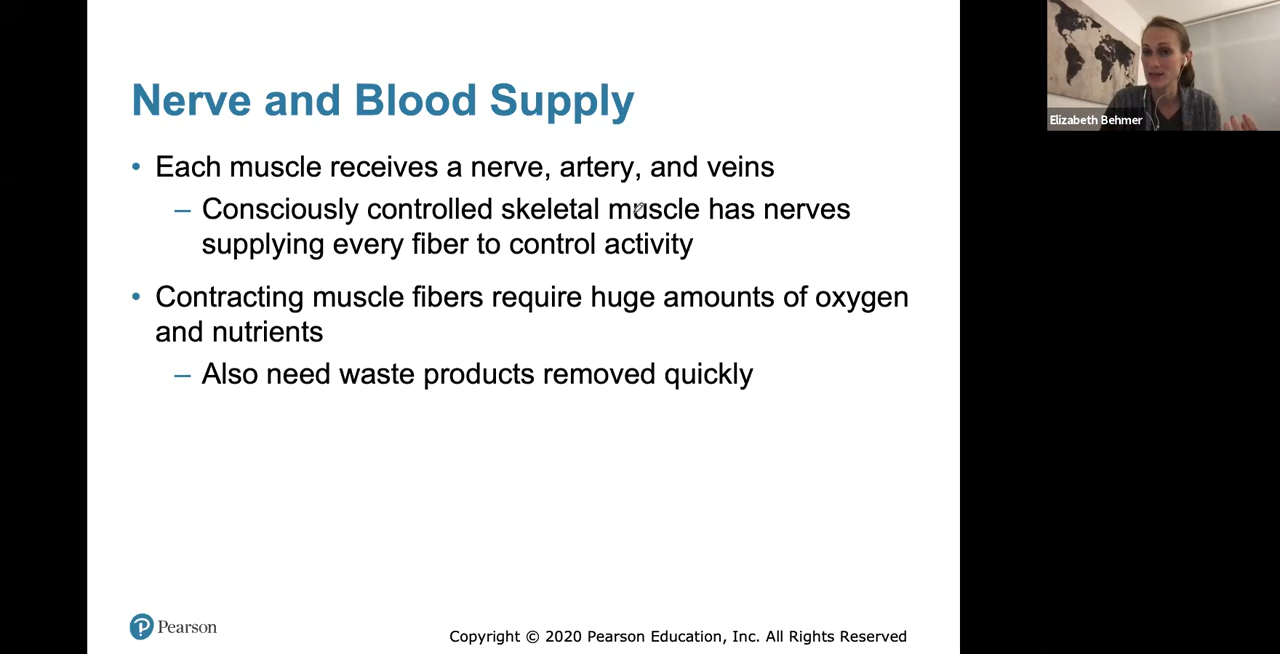 Nerve and Blood Supply
• Each muscle receives a nerve, artery, and veins
– Consciously controlled skeletal muscle has nerves
supplying every fiber to control activity
• Contracting muscle fibers require huge amounts of oxygen
and nutrients
– Also need waste products removed quickly
Pearson
Copyright © 2020 Pearson Education, Inc. All Rights Reserved
Elizabeth Behmer